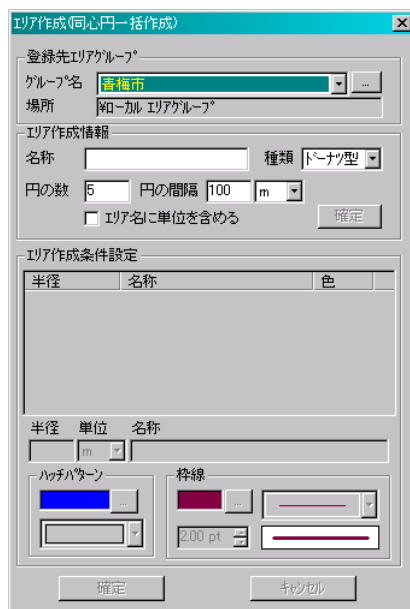 ｴﾘｱ作成(同心円一括作成)
登録先ｴﾘｱｸﾞﾙｰﾌﾟ
ｸﾞﾙｰﾌﾟ名 青梅市 ...
場所 ¥ﾛｰｶﾙ ｴﾘｱｸﾞﾙｰﾌﾟ
ｴﾘｱ作成情報
名称 種類 ﾄﾞｰﾅﾂ型
円の数 5 円の間隔 100 m
エリア名に単位を含める 確定
ｴﾘｱ作成条件設定
半径 名称 色
半径 単位 名称
m
ﾊｯﾁﾊﾟﾀｰﾝ 枠線
... ...
2.00 pt
確定 ｷｬﾝｾﾙ